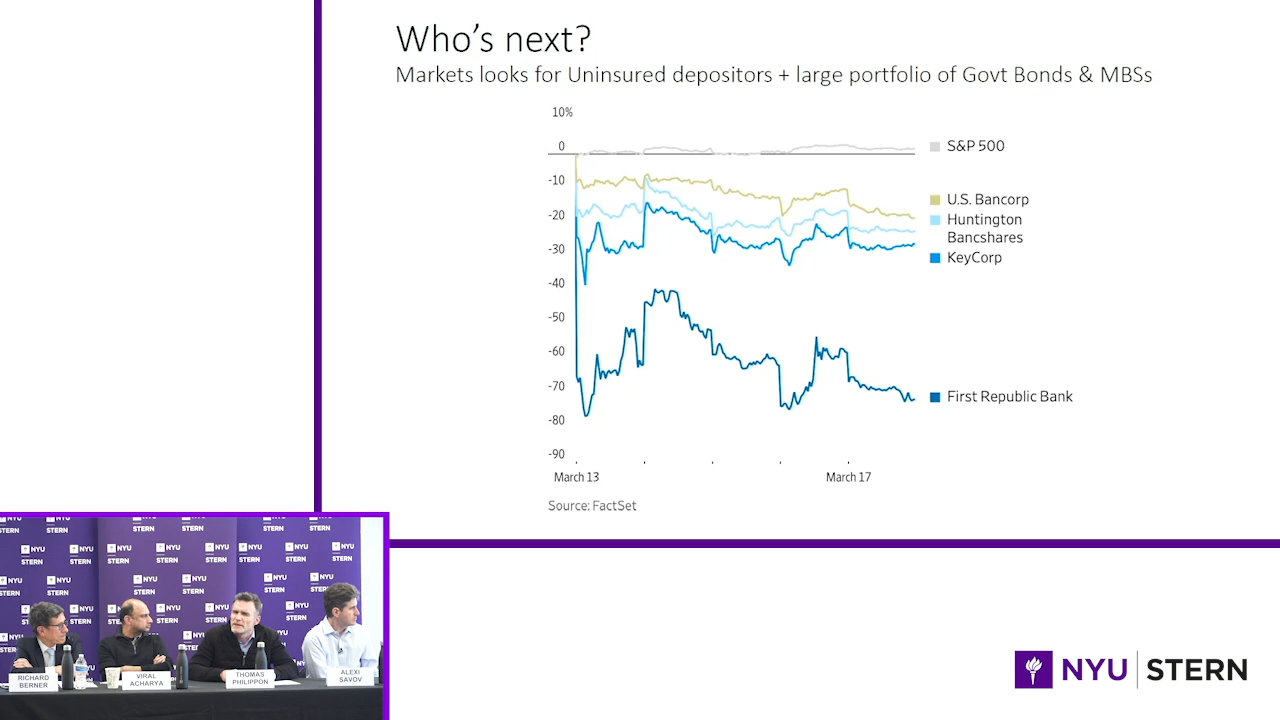 Who's next?
Markets looks for Uninsured depositors + large portfolio of Govt Bonds & MBSs
10%
0
-10
-20
-30
-40
-50
-60
-70
-80
-90
March 13
March 17
S&P 500
U.S. Bancorp
Huntington
Bancshares
KeyCorp
First Republic Bank
Source: FactSet
NYU
STERN
RICHARD
BERNER
VIRAL
ACHARYA
THOMAS
PHILIPPON
ALEXI
SAVOV
NYU | STERN